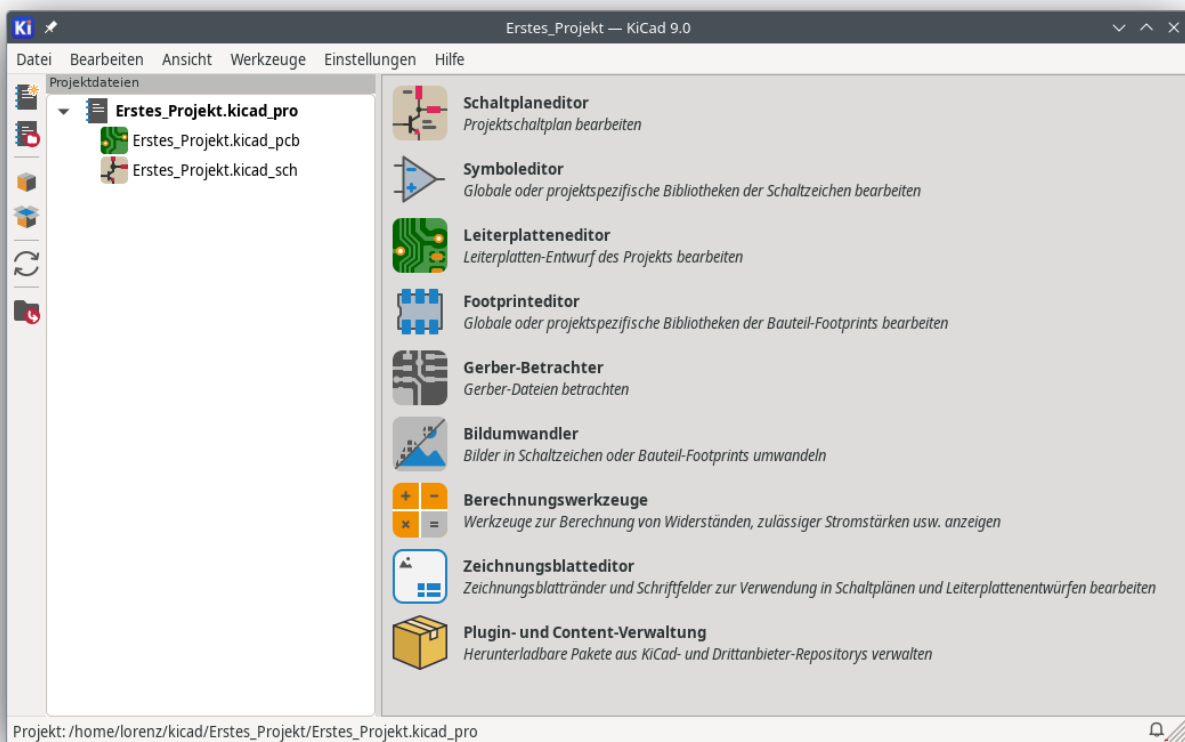 Ki
Erstes_Projekt — KiCad 9.0
Datei Bearbeiten Ansicht Werkzeuge Einstellungen Hilfe
Projektdateien
Erstes_Projekt.kicad_pro
Erstes_Projekt.kicad_pcb
Erstes_Projekt.kicad_sch
Schaltplaneditor
Projektschaltplan bearbeiten
Symboleditor
Globale oder projektspezifische Bibliotheken der Schaltzeichen bearbeiten
Leiterplatteneditor
Leiterplatten-Entwurf des Projekts bearbeiten
Footprinteditor
Globale oder projektspezifische Bibliotheken der Bauteil-Footprints bearbeiten
Gerber-Betrachter
Gerber-Dateien betrachten
Bildumwandler
Bilder in Schaltzeichen oder Bauteil-Footprints umwandeln
Berechnungswerkzeuge
Werkzeuge zur Berechnung von Widerständen, zulässiger Stromstärken usw. anzeigen
Zeichnungsblatteditor
Zeichnungsblattränder und Schriftfelder zur Verwendung in Schaltplänen und Leiterplattenentwürfen bearbeiten
Plugin- und Content-Verwaltung
Herunterladbare Pakete aus KiCad- und Drittanbieter-Repositorys verwalten
Projekt: /home/lorenz/kicad/Erstes_Projekt/Erstes_Projekt.kicad_pro